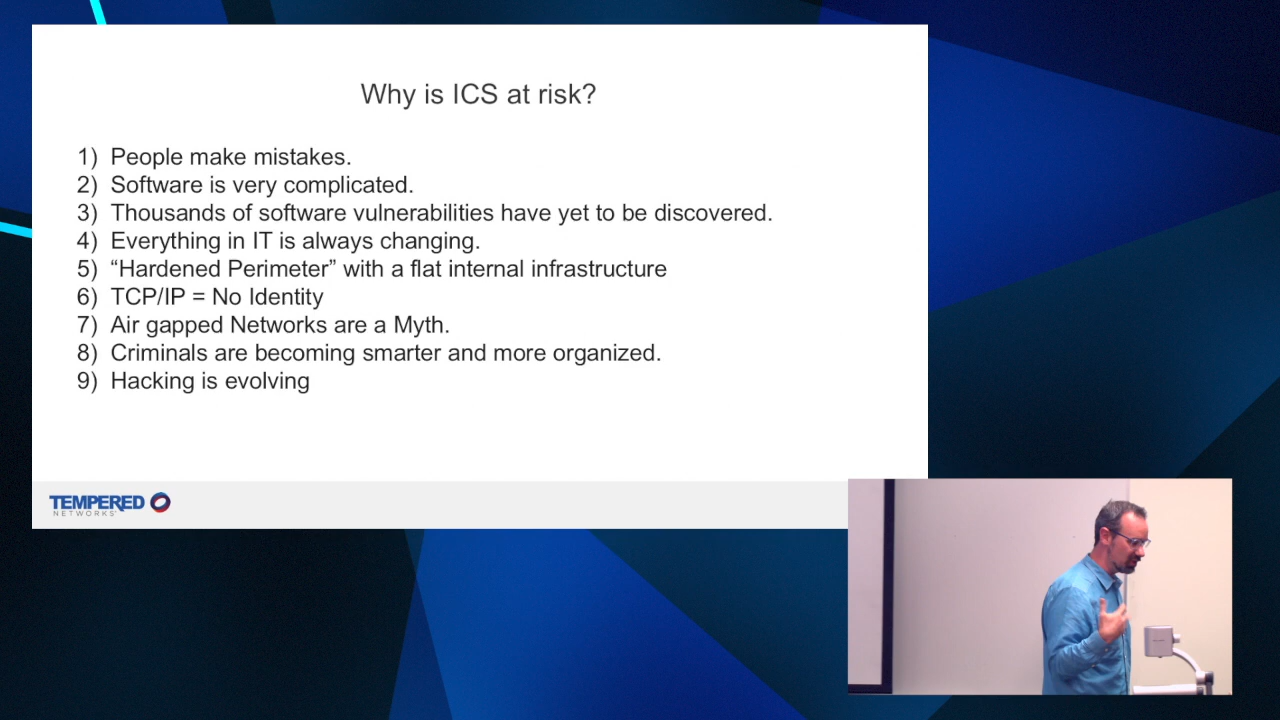 Why is ICS at risk?
1) People make mistakes.
2) Software is very complicated.
3) Thousands of software vulnerabilities have yet to be discovered.
4) Everything in IT is always changing.
5) “Hardened Perimeter” with a flat internal infrastructure
6) TCP/IP = No Identity
7) Air gapped Networks are a Myth.
8) Criminals are becoming smarter and more organized.
9) Hacking is evolving
TEMPERED
NETWORKS